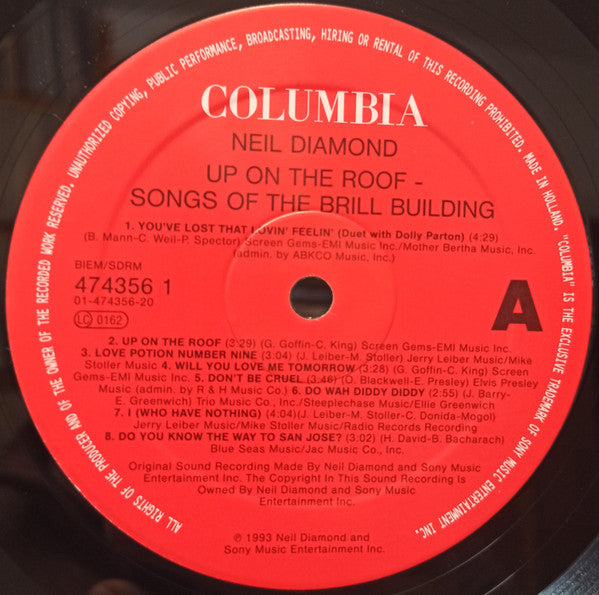 ALL RIGHTS OF THE PRODUCER AND OF THE OWNER OF THE RECORDED WORK RESERVED. UNAUTHORIZED COPYING, PUBLIC PERFORMANCE, BROADCASTING, HIRING OR RENTAL OF THIS RECORDING PROHIBITED. MADE IN HOLLAND. "COLUMBIA" IS THE EXCLUSIVE TRADEMARK OF SONY MUSIC ENTERTAINMENT INC.
COLUMBIA
NEIL DIAMOND
UP ON THE ROOF -
SONGS OF THE BRILL BUILDING
1. YOU'VE LOST THAT LOVIN' FEELIN' (Duet with Dolly Parton) (4:29)
(B. Mann-C. Weil-P. Spector) Screen Gems-EMI Music Inc./Mother Bertha Music, Inc.
(admin. by ABKCO Music, Inc.)
BIEM/SDRM
474356 1
01-474356-20
LC 0162
A
2. UP ON THE ROOF (3:29) (G. Goffin-C. King) Screen Gems-EMI Music Inc.
3. LOVE POTION NUMBER NINE (3:04) (J. Leiber-M. Stoller) Jerry Leiber Music/Mike
Stoller Music 4. WILL YOU LOVE ME TOMORROW (3:28) (G. Goffin-C. King) Screen
Gems-EMI Music Inc. 5. DON'T BE CRUEL (3:46) (O. Blackwell-E. Presley) Elvis Presley
Music (admin. by R & H Music Co.) 6. DO WAH DIDDY DIDDY (2:55) (J. Barry-
E. Greenwich) Trio Music Co., Inc./Steeplechase Music/Ellie Greenwich
7. I (WHO HAVE NOTHING) (4:04)(J. Leiber-M. Stoller-C. Donida-Mogol)
Jerry Leiber Music/Mike Stoller Music/Radio Records Recording
8. DO YOU KNOW THE WAY TO SAN JOSE? (3:02) (H. David-B. Bacharach)
Blue Seas Music/Jac Music Co., Inc.
Original Sound Recording Made By Neil Diamond and Sony Music
Entertainment Inc. The Copyright In This Sound Recording Is
Owned By Neil Diamond and Sony Music
Entertainment Inc.
℗ 1993 Neil Diamond and
Sony Music Entertainment Inc.